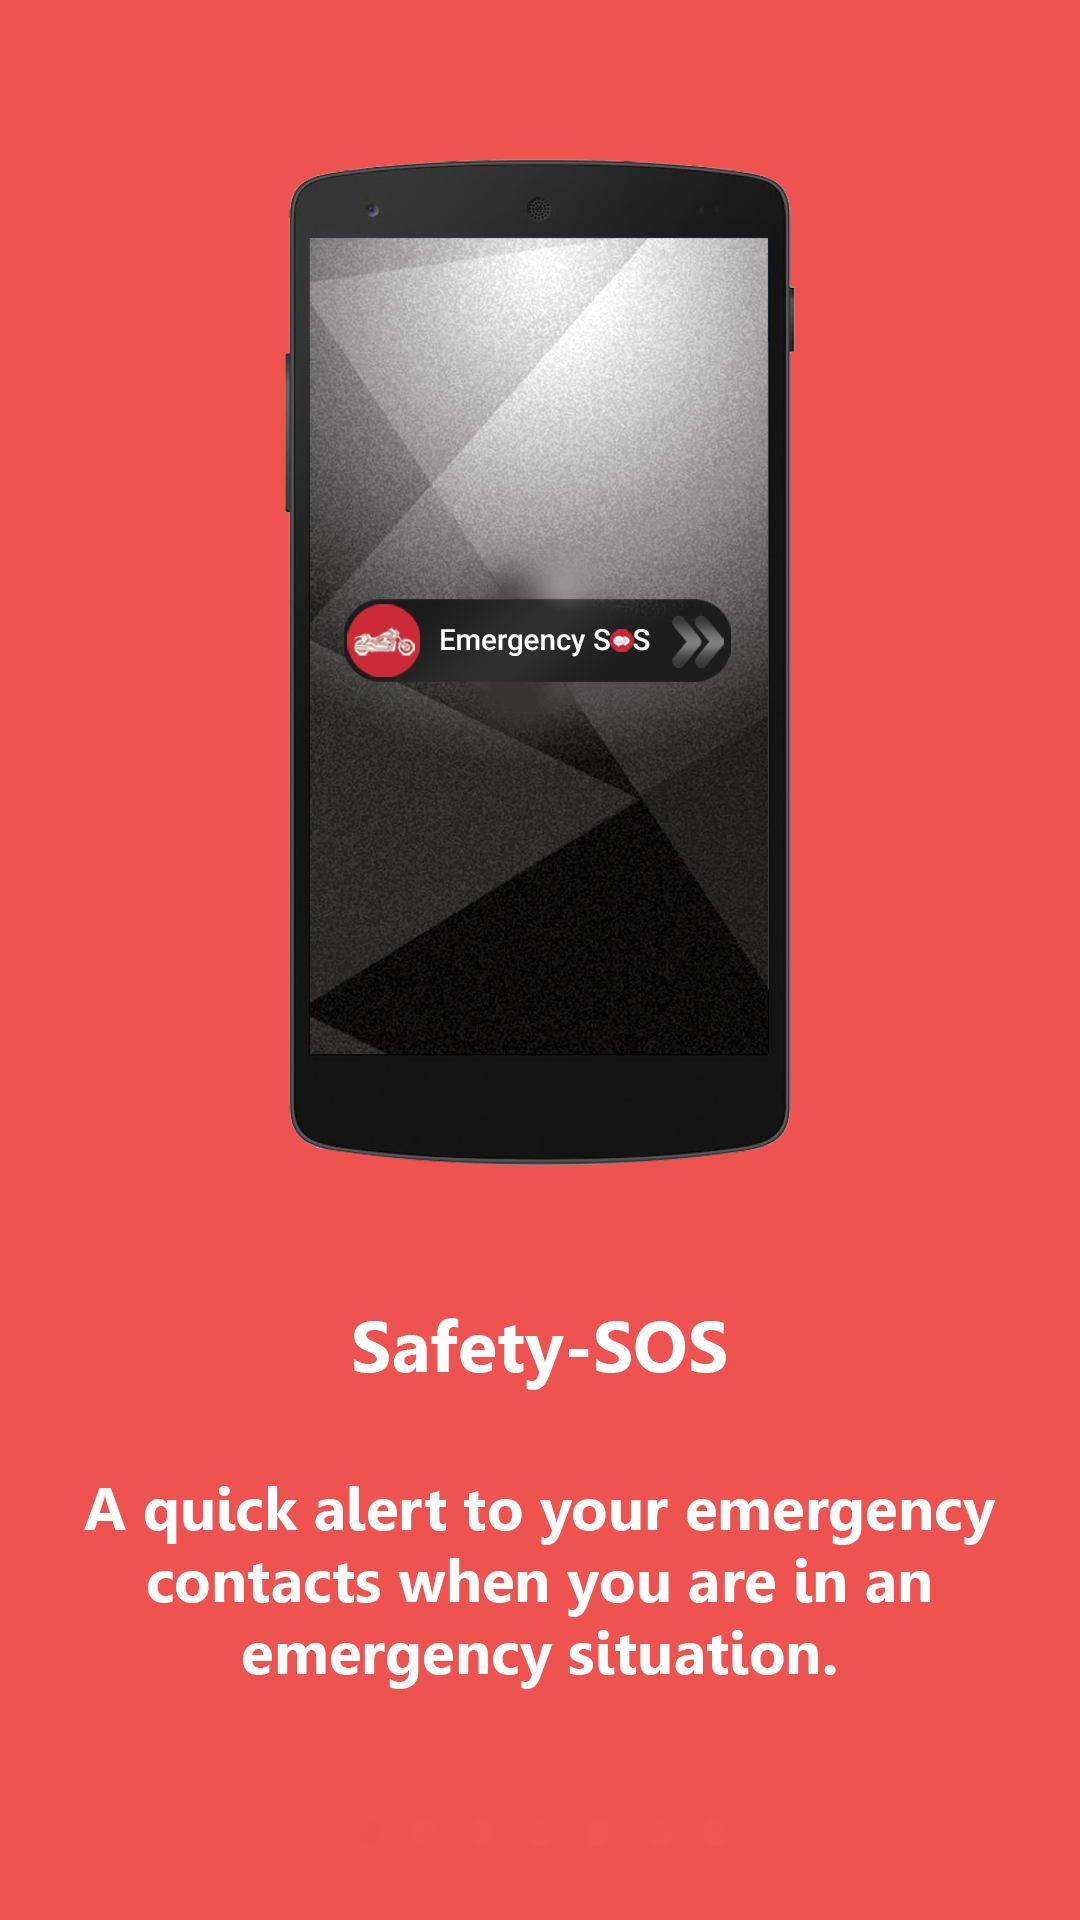 Emergency SOS
Safety-SOS
A quick alert to your emergency
contacts when you are in an
emergency situation.